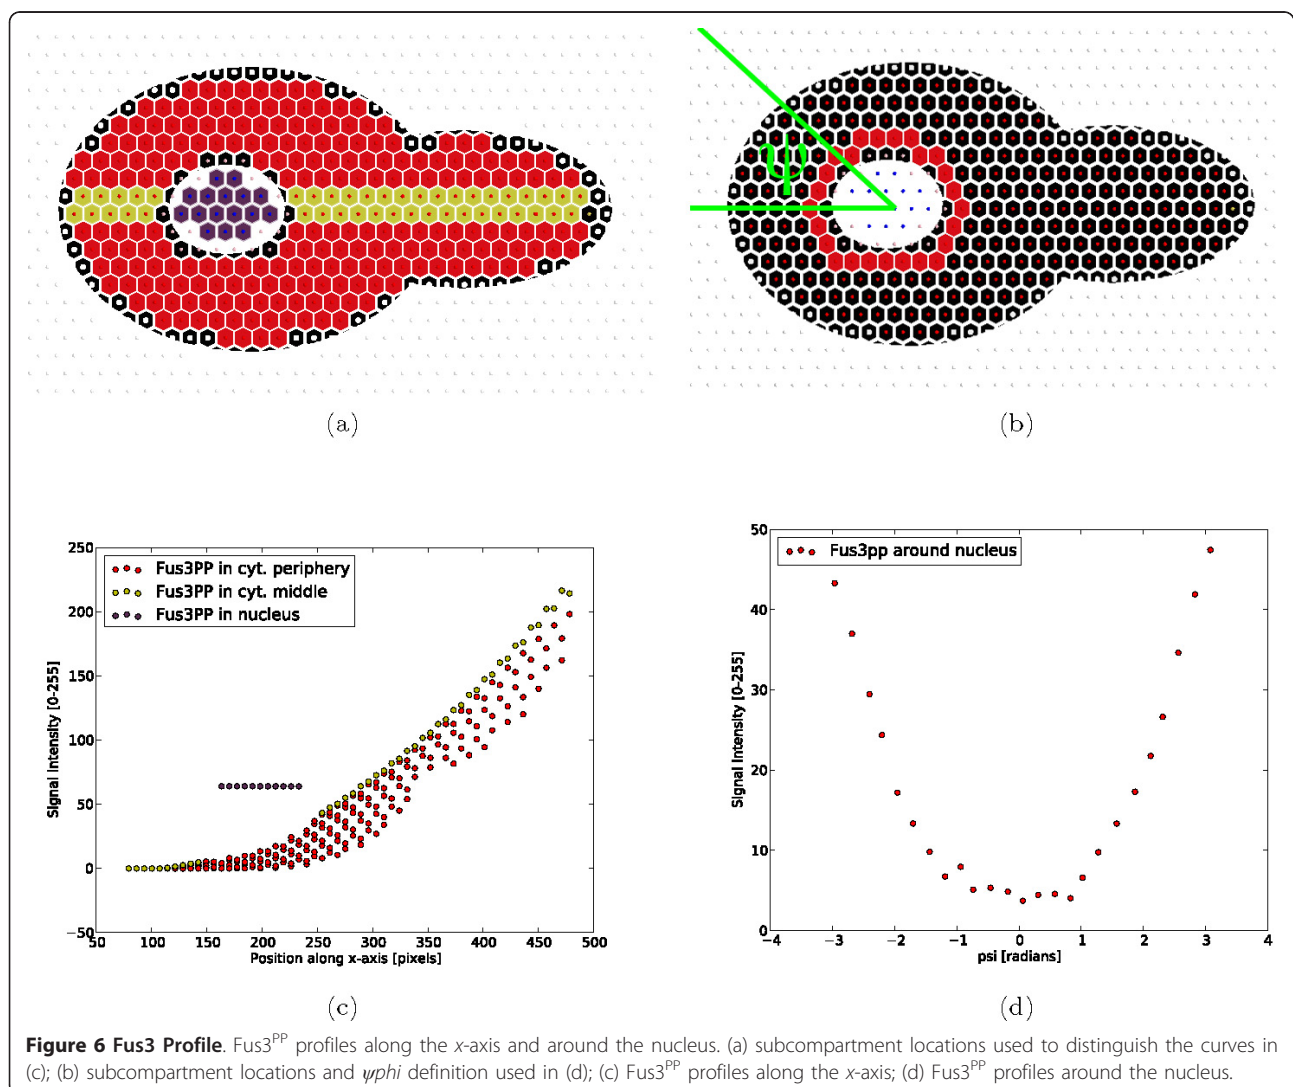 ψ
(a)
(b)
250
200
150
100
50
0
−50
Signal Intensity [0-255]
Fus3PP in cyt. periphery
Fus3PP in cyt. middle
Fus3PP in nucleus
50 100 150 200 250 300 350 400 450 500
Position along x-axis [pixels]
(c)
50
40
30
20
10
0
Signal Intensity [0-255]
Fus3pp around nucleus
−4 −3 −2 −1 0 1 2 3 4
psi [radians]
(d)
Figure 6 Fus3 Profile. Fus3PP profiles along the x-axis and around the nucleus. (a) subcompartment locations used to distinguish the curves in
(c); (b) subcompartment locations and ψphi definition used in (d); (c) Fus3PP profiles along the x-axis; (d) Fus3PP profiles around the nucleus.